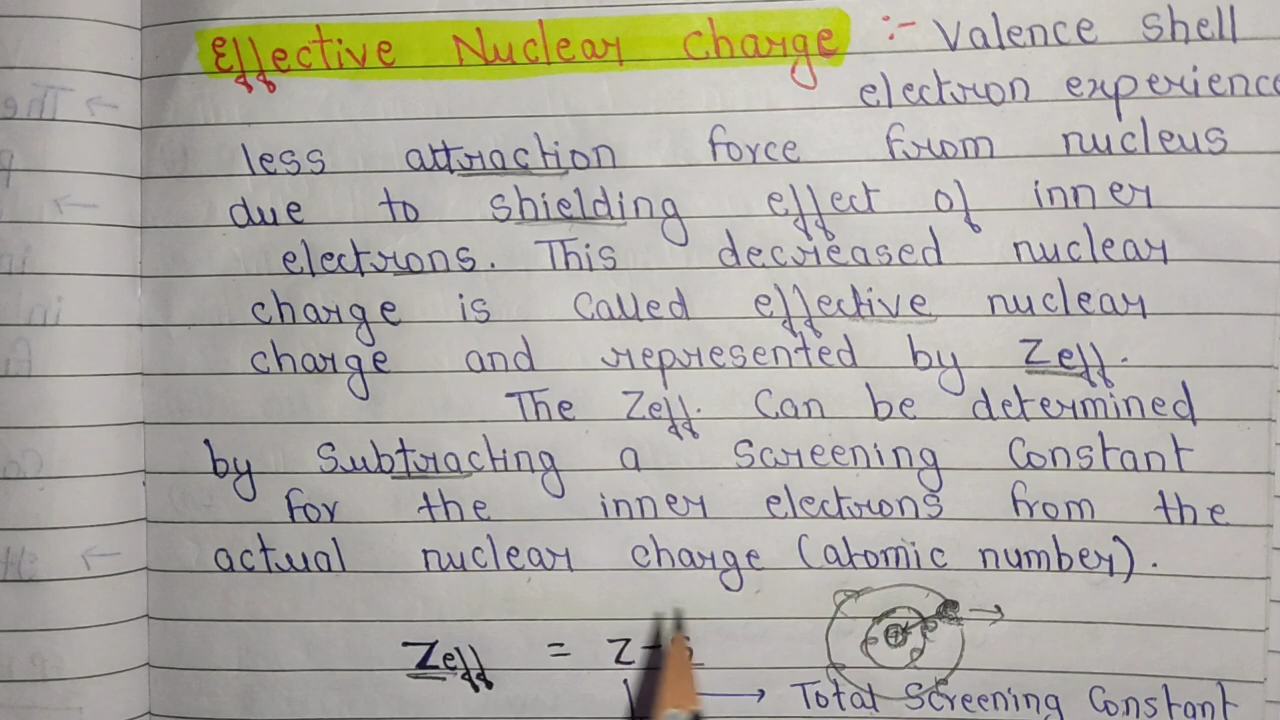 Effective Nuclear Charge :- Valence shell
electron experience
less attraction force from nucleus
due to shielding effect of inner
electrons. This decreased nuclear
charge is called effective nuclear
charge and represented by Zeff.
The Zeff. can be determined
by subtracting a screening constant
for the inner electrons from the
actual nuclear charge (atomic number).
Zeff = Z-
→ Total Screening Constant